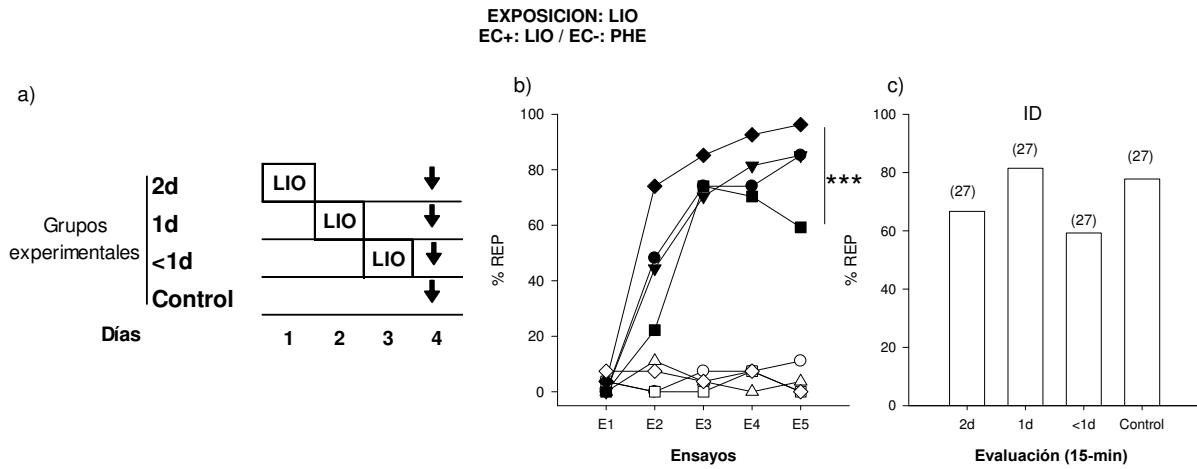 EXPOSICION: LIO
EC+: LIO / EC-: PHE
a)
Grupos
experimentales
2d
1d
<1d
Control
LIO
LIO
LIO
Días
1 2 3 4
b)
% REP
100
80
60
40
20
0
***
E1 E2 E3 E4 E5
Ensayos
c)
ID
% REP
100
80
60
40
20
0
(27)
(27)
(27)
(27)
2d 1d <1d Control
Evaluación (15-min)